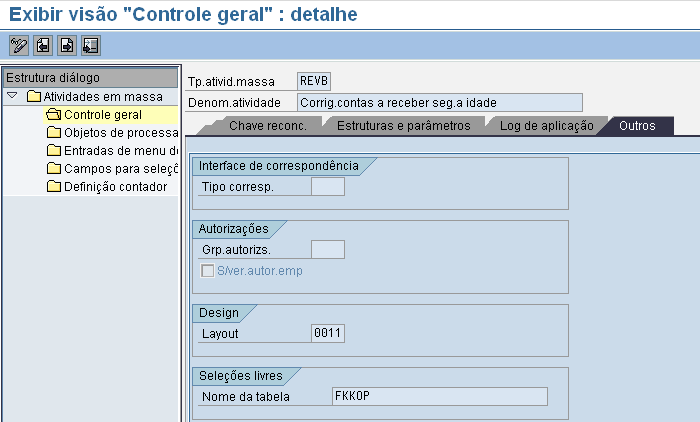 Exibir visão "Controle geral" : detalhe
Estrutura diálogo
Atividades em massa
Controle geral
Objetos de processa
Entradas de menu d
Campos para seleçõ
Definição contador
Tp.ativid.massa REVB
Denom.atividade Corrig.contas a receber seg.a idade
Chave reconc. Estruturas e parâmetros Log de aplicação Outros
Interface de correspondência
Tipo corresp.
Autorizações
Grp.autorizs.
S/ver.autor.emp
Design
Layout 0011
Seleções livres
Nome da tabela FKKOP